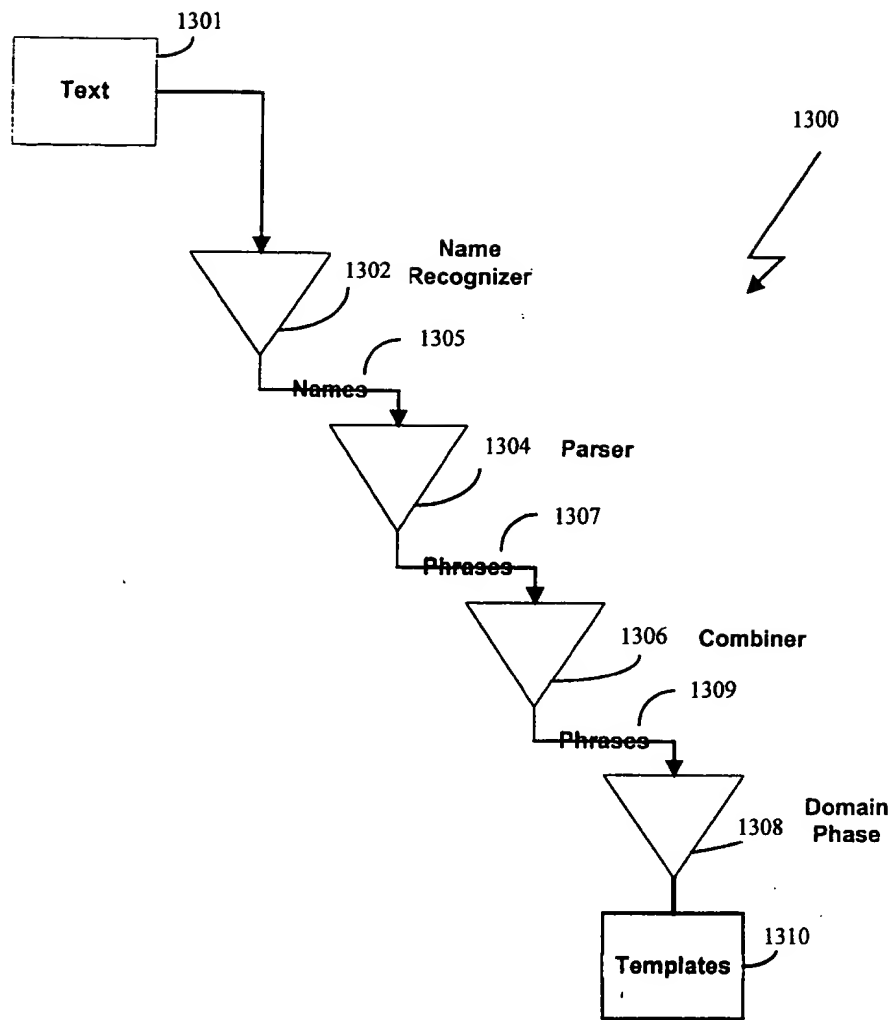 1301
Text
1300
Name
Recognizer
1302
1305
Names
1304
Parser
1307
Phrases
1306
Combiner
1309
Phrases
Domain
Phase
1308
1310
Templates